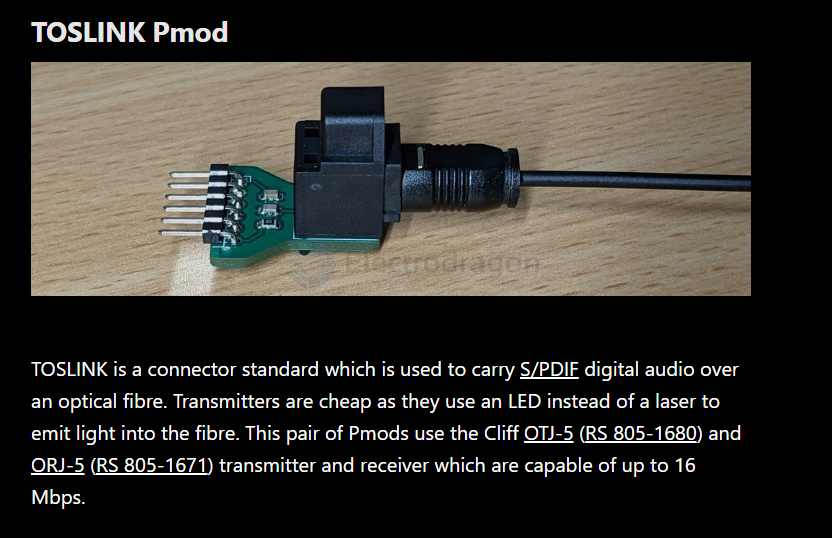 TOSLINK Pmod
Electrodragon
TOSLINK is a connector standard which is used to carry S/PDIF digital audio over
an optical fibre. Transmitters are cheap as they use an LED instead of a laser to
emit light into the fibre. This pair of Pmods use the Cliff OTJ-5 (RS 805-1680) and
ORJ-5 (RS 805-1671) transmitter and receiver which are capable of up to 16
Mbps.